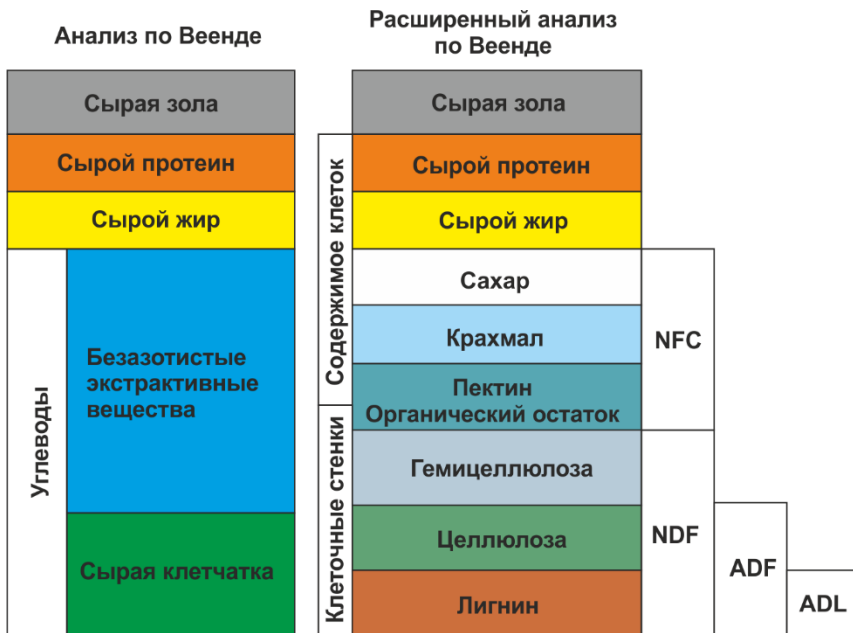 Анализ по Веенде
Сырая зола
Сырой протеин
Сырой жир
Углеводы
Безазотистые
экстрактивные
вещества
Сырая клетчатка
Расширенный анализ
по Веенде
Содержимое клеток
Клеточные стенки
Сырая зола
Сырой протеин
Сырой жир
Сахар
Крахмал
Пектин
Органический остаток
Гемицеллюлоза
Целлюлоза
Лигнин
NFC
NDF
ADF
ADL